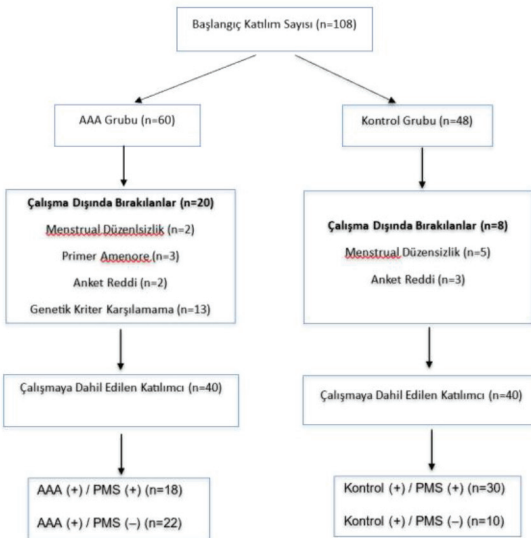 Başlangıç Katılım Sayısı (n=108)
AAA Grubu (n=60)
Kontrol Grubu (n=48)
Çalışma Dışında Bırakılanlar (n=20)
Menstrual Düzenlsizlik (n=2)
Primer Amenore (n=3)
Anket Reddi (n=2)
Genetik Kriter Karşılamama (n=13)
Çalışma Dışında Bırakılanlar (n=8)
Menstrual Düzensizlik (n=5)
Anket Reddi (n=3)
Çalışmaya Dahil Edilen Katılımcı (n=40)
Çalışmaya Dahil Edilen Katılımcı (n=40)
AAA (+) / PMS (+) (n=18)
AAA (+) / PMS (–) (n=22)
Kontrol (+) / PMS (+) (n=30)
Kontrol (+) / PMS (–) (n=10)